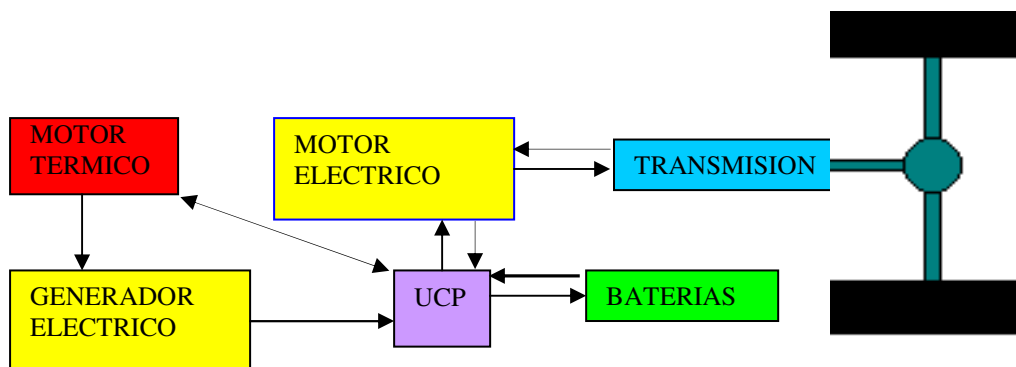 MOTOR
TERMICO
MOTOR
ELECTRICO
TRANSMISION
GENERADOR
ELECTRICO
UCP
BATERIAS